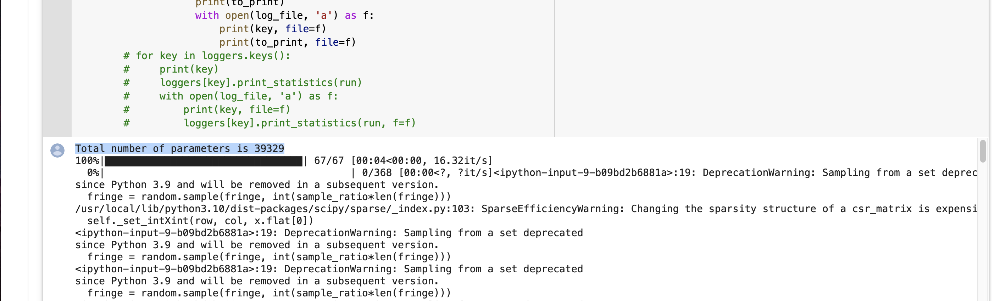 print(to_print)
with open(log_file, 'a') as f:
print(key, file=f)
print(to_print, file=f)
# for key in loggers.keys():
#     print(key)
#     loggers[key].print_statistics(run)
#     with open(log_file, 'a') as f:
#         print(key, file=f)
#         loggers[key].print_statistics(run, f=f)
Total number of parameters is 39329
100%|██████████| 67/67 [00:04<00:00, 16.32it/s]
0%|          | 0/368 [00:00<?, ?it/s]<ipython-input-9-b09bd2b6881a>:19: DeprecationWarning: Sampling from a set deprec
since Python 3.9 and will be removed in a subsequent version.
fringe = random.sample(fringe, int(sample_ratio*len(fringe)))
/usr/local/lib/python3.10/dist-packages/scipy/sparse/_index.py:103: SparseEfficiencyWarning: Changing the sparsity structure of a csr_matrix is expensi
self._set_intXint(row, col, x.flat[0])
<ipython-input-9-b09bd2b6881a>:19: DeprecationWarning: Sampling from a set deprecated
since Python 3.9 and will be removed in a subsequent version.
fringe = random.sample(fringe, int(sample_ratio*len(fringe)))
<ipython-input-9-b09bd2b6881a>:19: DeprecationWarning: Sampling from a set deprecated
since Python 3.9 and will be removed in a subsequent version.
fringe = random.sample(fringe, int(sample_ratio*len(fringe)))